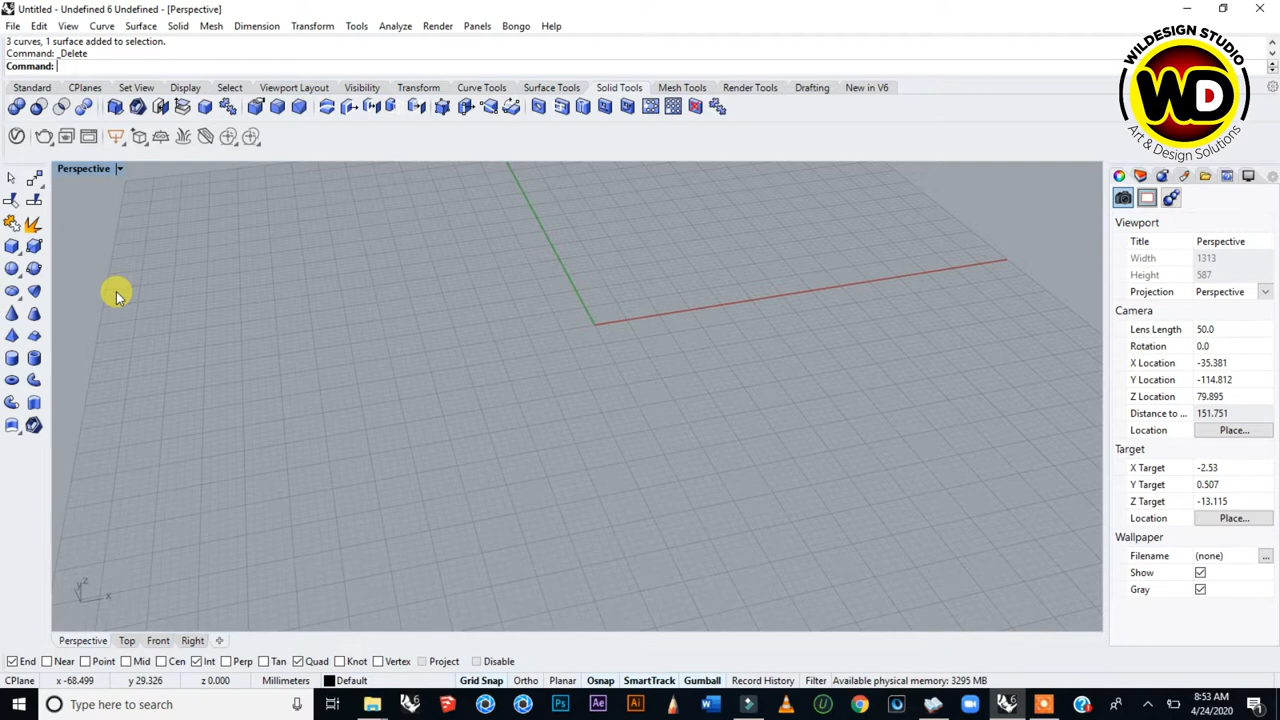 Untitled - Undefined 6 Undefined - [Perspective]
File Edit View Curve Surface Solid Mesh Dimension Transform Tools Analyze Render Panels Bongo Help
3 curves, 1 surface added to selection.
Command: _Delete
Command:
Standard CPlanes Set View Display Select Viewport Layout Visibility Transform Curve Tools Surface Tools Solid Tools Mesh Tools Render Tools Drafting New in V6
WILDESIGN STUDIO
WD
Art & Design Solutions
Perspective
Viewport
Title Perspective
Width 1313
Height 587
Projection Perspective
Camera
Lens Length 50.0
Rotation 0.0
X Location -35.381
Y Location -114.812
Z Location 79.895
Distance to ... 151.751
Location Place...
Target
X Target -2.53
Y Target 0.507
Z Target -13.115
Location Place...
Wallpaper
Filename (none) ...
Show
Gray
z
y
x
Perspective Top Front Right
End Near Point Mid Cen Int Perp Tan Quad Knot Vertex Project Disable
CPlane x -68.499 y 29.326 z 0.000 Millimeters Default Grid Snap Ortho Planar Osnap SmartTrack Gumball Record History Filter Available physical memory: 3295 MB
Type here to search
Ps Ae Ai
8:53 AM
4/24/2020